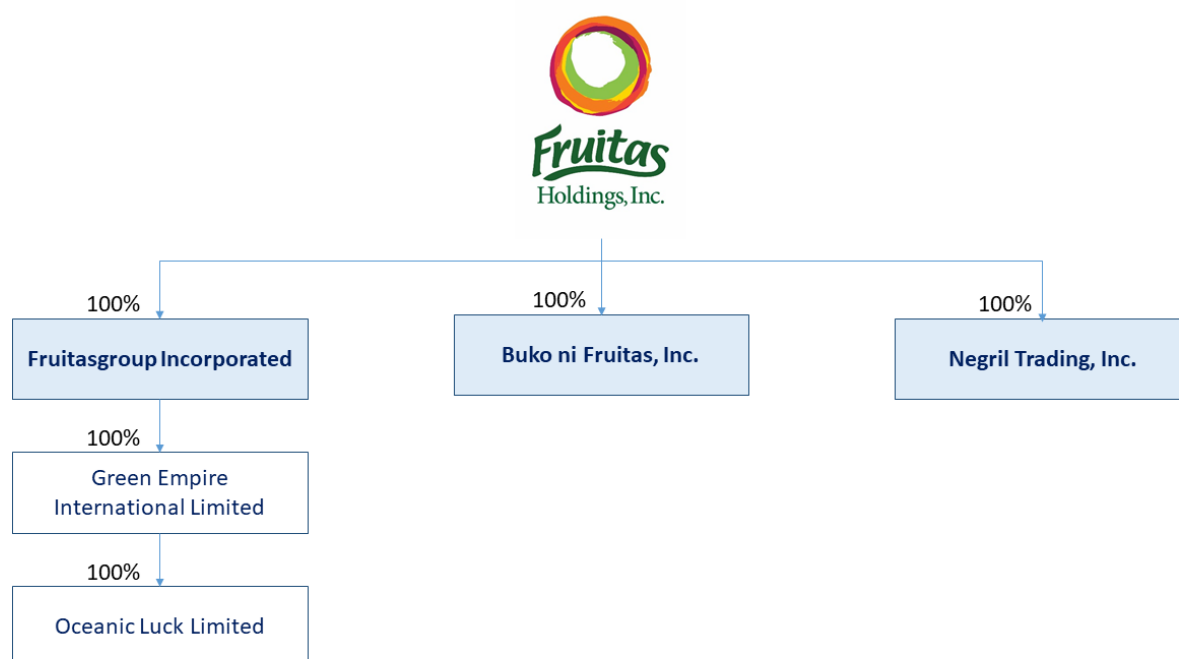 Fruitas
Holdings, Inc.
100%
100%
100%
Fruitasgroup Incorporated
Buko ni Fruitas, Inc.
Negril Trading, Inc.
100%
Green Empire
International Limited
100%
Oceanic Luck Limited